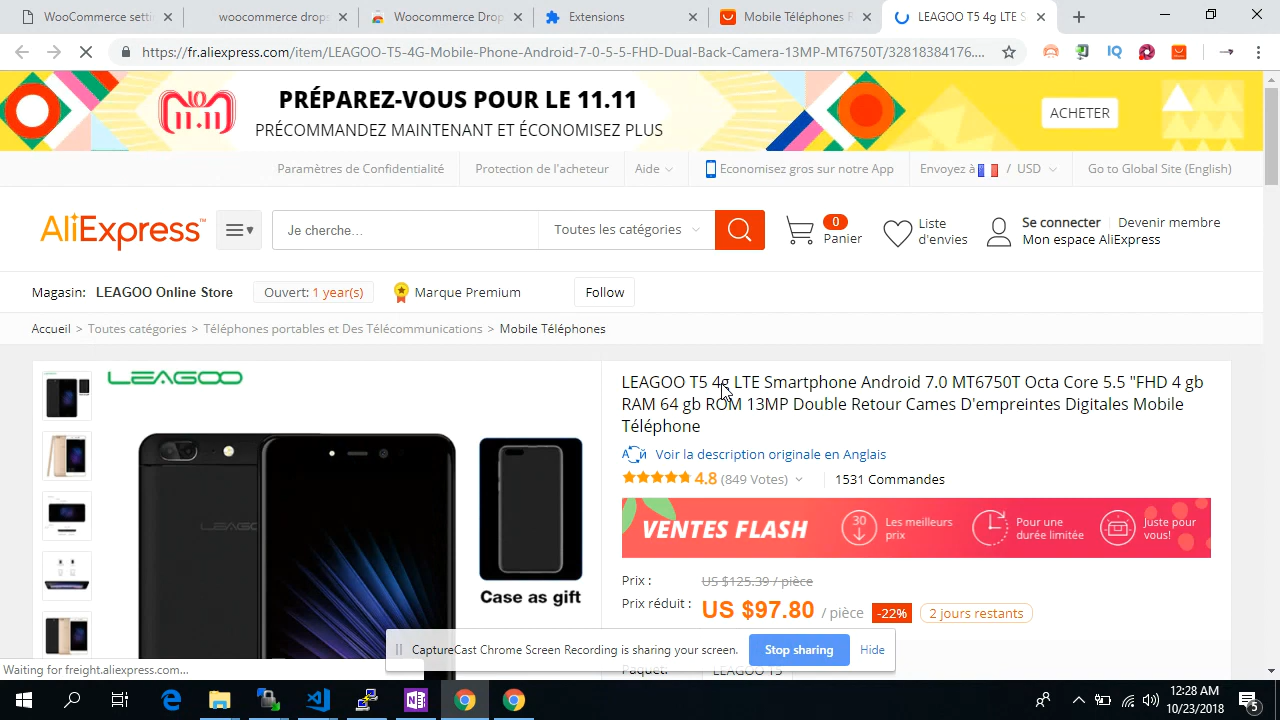 WooCommerce setti
woocommerce drops
Woocommerce Drop
Extensions
Mobile Téléphones P
LEAGOO T5 4g LTE S
https://fr.aliexpress.com/item/LEAGOO-T5-4G-Mobile-Phone-Android-7-0-5-5-FHD-Dual-Back-Camera-13MP-MT6750T/32818384176....
IQ
11.11
PRÉPAREZ-VOUS POUR LE 11.11
PRÉCOMMANDEZ MAINTENANT ET ÉCONOMISEZ PLUS
ACHETER
Paramètres de Confidentialité
Protection de l'acheteur
Aide
Economisez gros sur notre App
Envoyez à / USD
Go to Global Site (English)
AliExpress™
Je cherche...
Toutes les catégories
0
Panier
Liste
d'envies
Se connecter
Devenir membre
Mon espace AliExpress
Magasin: LEAGOO Online Store
Ouvert: 1 year(s)
Marque Premium
Follow
Accueil > Toutes catégories > Téléphones portables et Des Télécommunications > Mobile Téléphones
LEAGOO
LEAGOO
Case as gift
LEAGOO T5 4g LTE Smartphone Android 7.0 MT6750T Octa Core 5.5 "FHD 4 gb
RAM 64 gb ROM 13MP Double Retour Cames D'empreintes Digitales Mobile
Téléphone
Voir la description originale en Anglais
4.8 (849 Votes)
1531 Commandes
VENTES FLASH
30
Les meilleurs
prix
Pour une
durée limitée
Juste pour
vous!
Prix :
US $125.39 / pièce
Prix réduit :
US $97.80 / pièce
-22%
2 jours restants
Paquet:
LEAGOO T5
CaptureCast Chrome Screen Recording is sharing your screen.
Stop sharing
Hide
Waiting for freight.aliexpress.com...
12:28 AM
10/23/2018
5